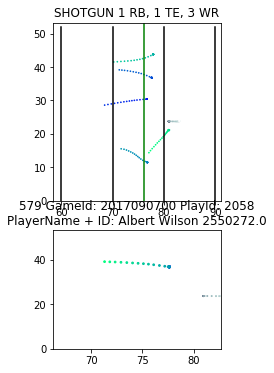 SHOTGUN 1 RB, 1 TE, 3 WR
50
40
30
20
10
0
60 70 80 90
579 GameId: 2017090700 PlayId: 2058
PlayerName + ID: Albert Wilson 2550272.0
40
20
0
70 75 80